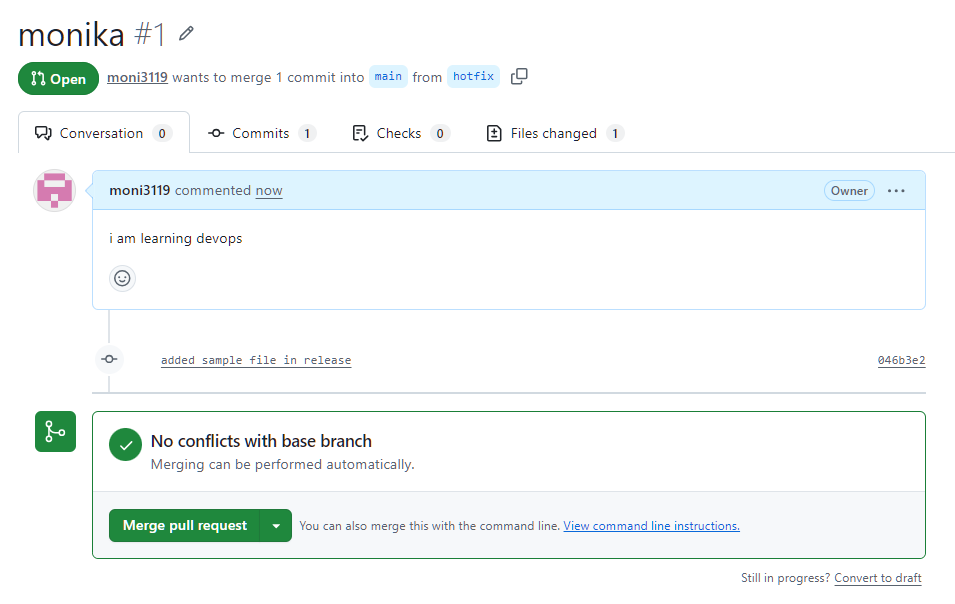 monika #1
Open moni3119 wants to merge 1 commit into main from hotfix
Conversation 0 Commits 1 Checks 0 Files changed 1
moni3119 commented now Owner
i am learning devops
added sample file in release 046b3e2
No conflicts with base branch
Merging can be performed automatically.
Merge pull request You can also merge this with the command line. View command line instructions.
Still in progress? Convert to draft